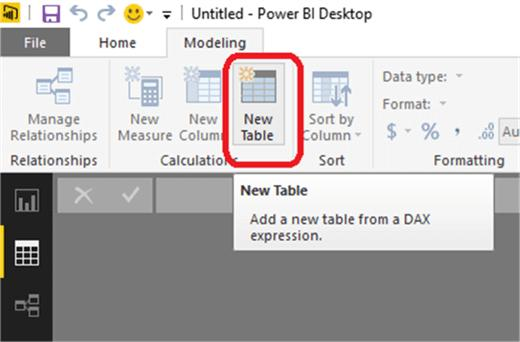 Untitled - Power BI Desktop
File Home Modeling
Manage Relationships
New Measure
New Column
New Table
Sort by Column
Data type:
Format:
$ % , .00 Au
Relationships Calculations Sort Formatting
New Table
Add a new table from a DAX
expression.